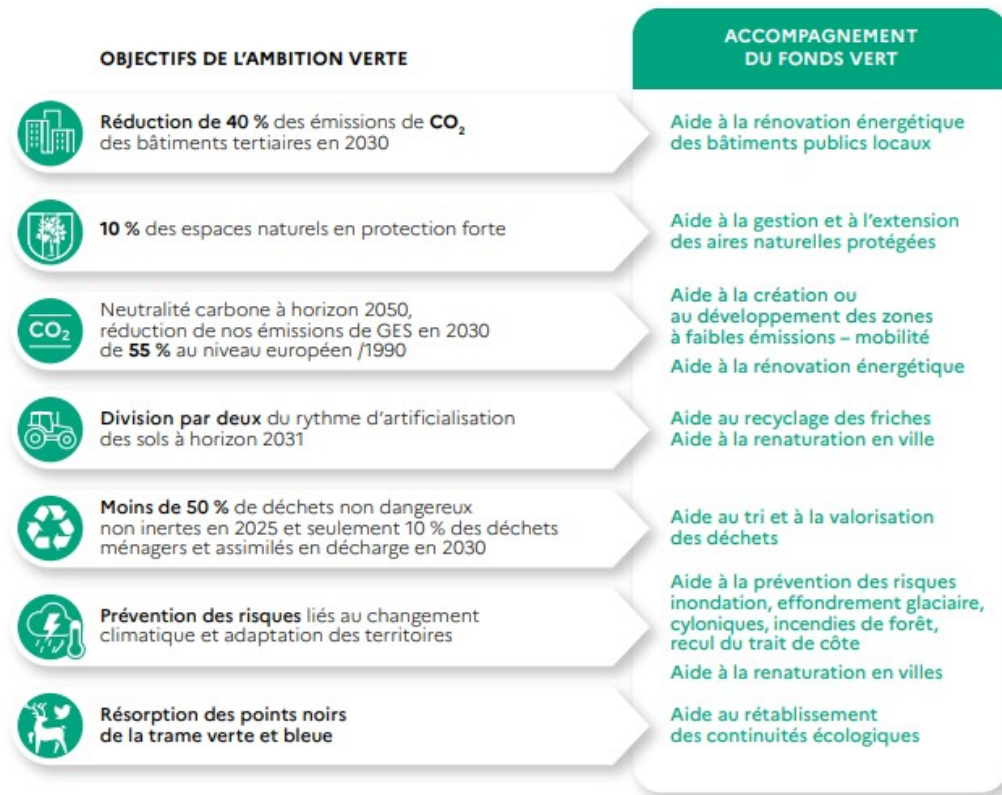 OBJECTIFS DE L'AMBITION VERTE
ACCOMPAGNEMENT
DU FONDS VERT
Réduction de 40 % des émissions de CO₂
des bâtiments tertiaires en 2030
Aide à la rénovation énergétique
des bâtiments publics locaux
10 % des espaces naturels en protection forte
Aide à la gestion et à l'extension
des aires naturelles protégées
CO₂
Neutralité carbone à horizon 2050,
réduction de nos émissions de GES en 2030
de 55 % au niveau européen /1990
Aide à la création ou
au développement des zones
à faibles émissions – mobilité
Aide à la rénovation énergétique
Division par deux du rythme d'artificialisation
des sols à horizon 2031
Aide au recyclage des friches
Aide à la renaturation en ville
Moins de 50 % de déchets non dangereux
non inertes en 2025 et seulement 10 % des déchets
ménagers et assimilés en décharge en 2030
Aide au tri et à la valorisation
des déchets
Prévention des risques liés au changement
climatique et adaptation des territoires
Aide à la prévention des risques
inondation, effondrement glaciaire,
cycloniques, incendies de forêt,
recul du trait de côte
Aide à la renaturation en villes
Résorption des points noirs
de la trame verte et bleue
Aide au rétablissement
des continuités écologiques